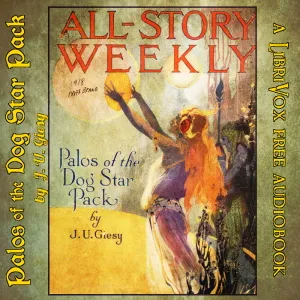 Palos of the Dog Star Pack
by J. U. Giesy
ALL-STORY
WEEKLY
1918
Palos of the
Dog Star
Pack
by
J. U. Giesy
a LibriVox free audiobook